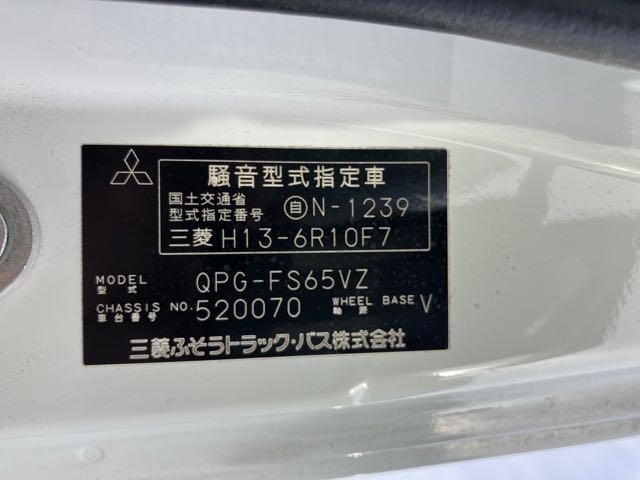 騒音型式指定車
国土交通省
型式指定番号 自N-1239
三菱 H13-6R10F7
MODEL QPG-FS65VZ
型式
CHASSIS NO. 520070 WHEEL BASE V
車台番号 軸距
三菱ふそうトラック・バス株式会社